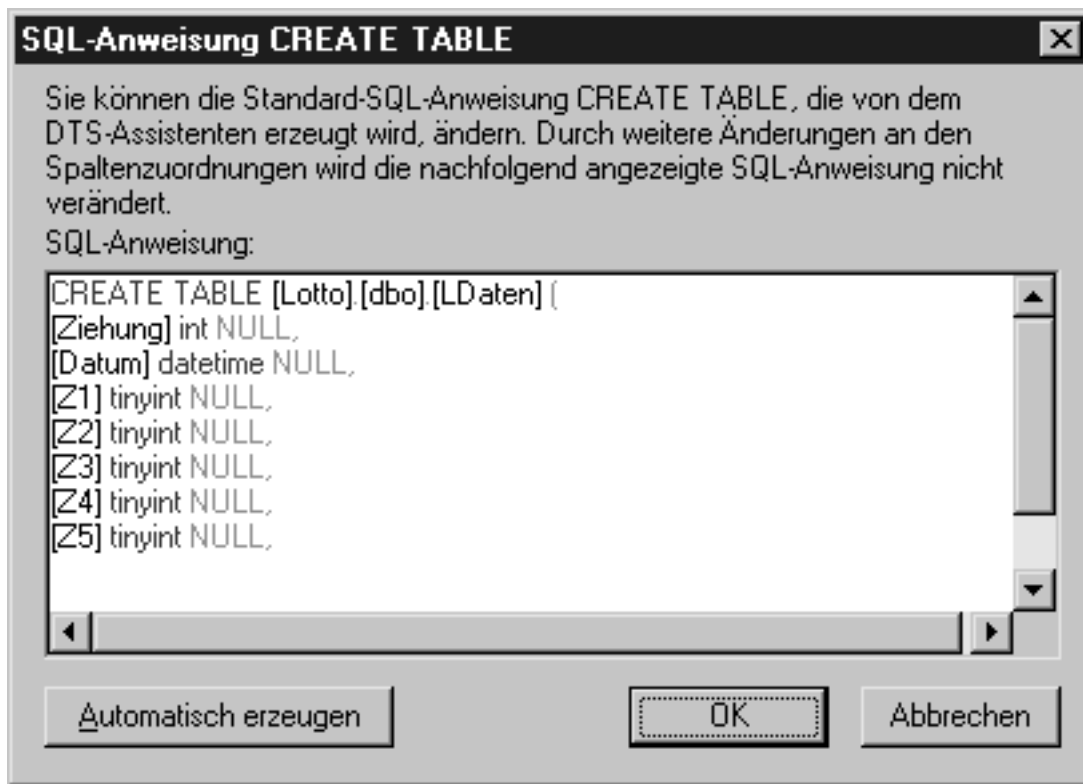 SQL-Anweisung CREATE TABLE
Sie können die Standard-SQL-Anweisung CREATE TABLE, die von dem
DTS-Assistenten erzeugt wird, ändern. Durch weitere Änderungen an den
Spaltenzuordnungen wird die nachfolgend angezeigte SQL-Anweisung nicht
verändert.
SQL-Anweisung:
CREATE TABLE [Lotto].[dbo].[LDaten] (
[Ziehung] int NULL,
[Datum] datetime NULL,
[Z1] tinyint NULL,
[Z2] tinyint NULL,
[Z3] tinyint NULL,
[Z4] tinyint NULL,
[Z5] tinyint NULL,
Automatisch erzeugen OK Abbrechen